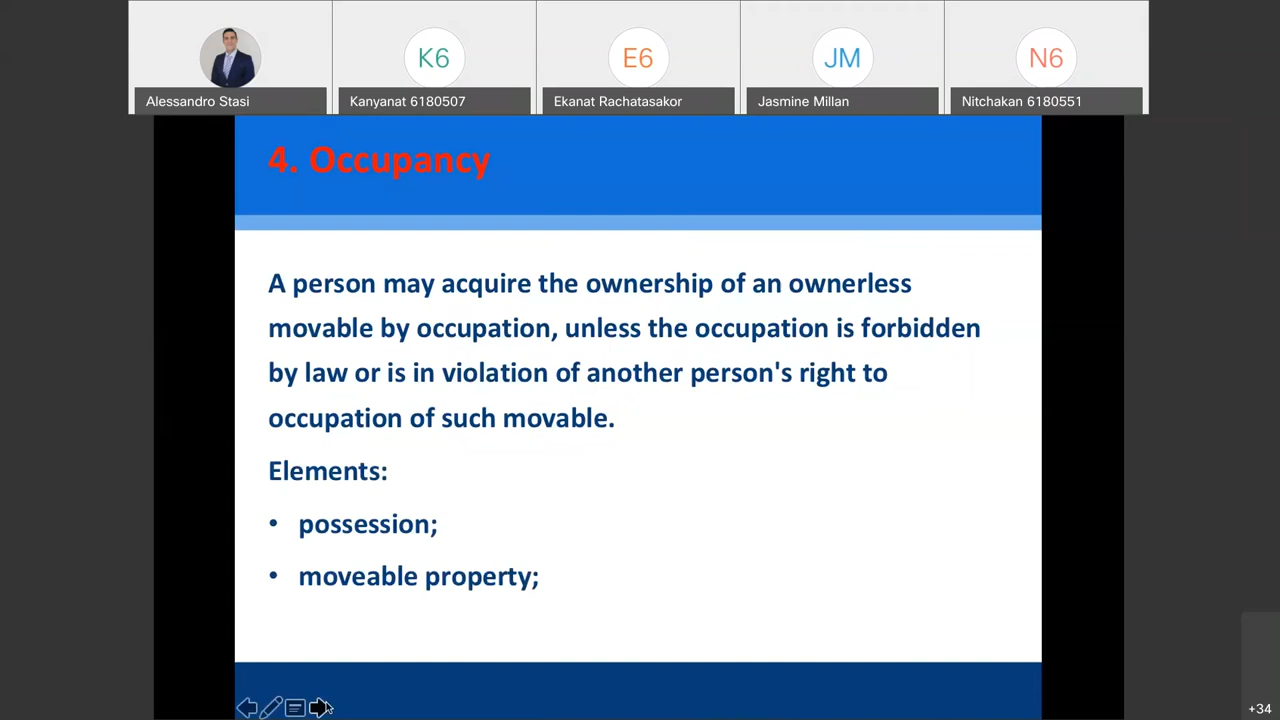 K6
E6
JM
N6
Alessandro Stasi
Kanyanat 6180507
Ekanat Rachatasakor
Jasmine Millan
Nitchakan 6180551
4. Occupancy
A person may acquire the ownership of an ownerless
movable by occupation, unless the occupation is forbidden
by law or is in violation of another person's right to
occupation of such movable.
Elements:
• possession;
• moveable property;
+34